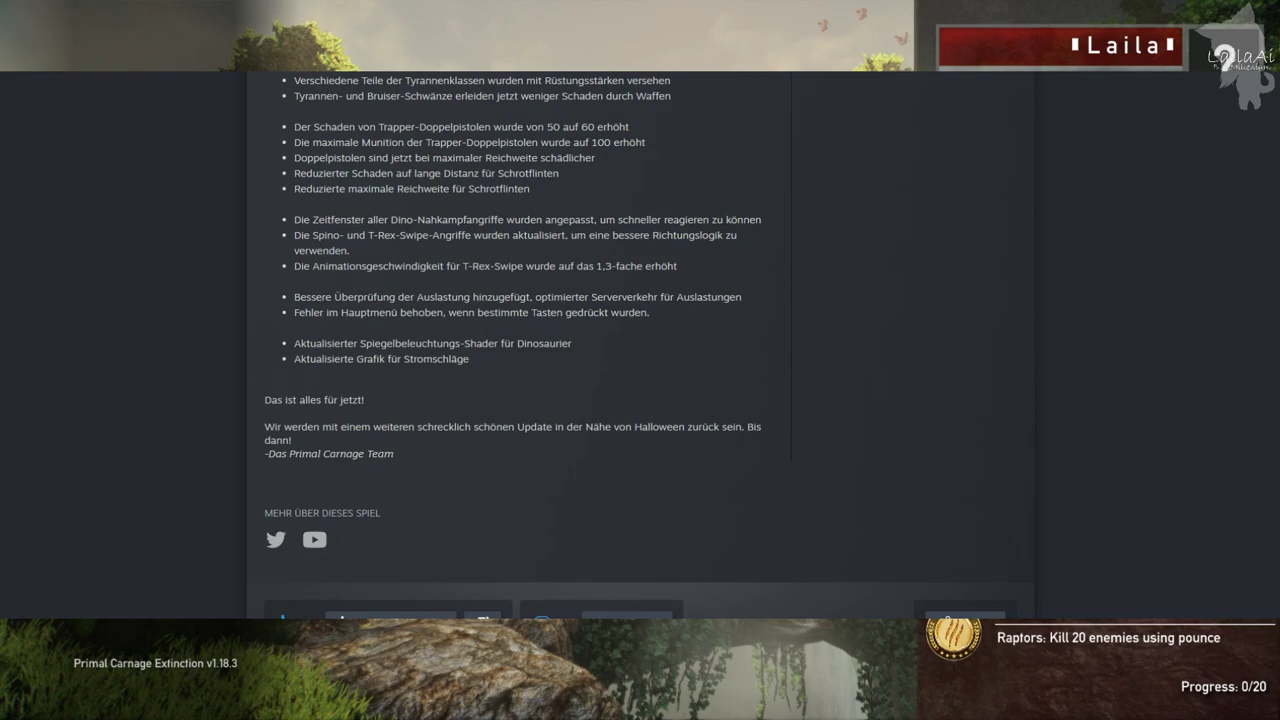 Laila
LailaAi
Verschiedene Teile der Tyrannenklassen wurden mit Rüstungsstärken versehen
Tyrannen- und Bruiser-Schwänze erleiden jetzt weniger Schaden durch Waffen
Der Schaden von Trapper-Doppelpistolen wurde von 50 auf 60 erhöht
Die maximale Munition der Trapper-Doppelpistolen wurde auf 100 erhöht
Doppelpistolen sind jetzt bei maximaler Reichweite schädlicher
Reduzierter Schaden auf lange Distanz für Schrotflinten
Reduzierte maximale Reichweite für Schrotflinten
Die Zeitfenster aller Dino-Nahkampfangriffe wurden angepasst, um schneller reagieren zu können
Die Spino- und T-Rex-Swipe-Angriffe wurden aktualisiert, um eine bessere Richtungslogik zu
verwenden.
Die Animationsgeschwindigkeit für T-Rex-Swipe wurde auf das 1,3-fache erhöht
Bessere Überprüfung der Auslastung hinzugefügt, optimierter Serververkehr für Auslastungen
Fehler im Hauptmenü behoben, wenn bestimmte Tasten gedrückt wurden.
Aktualisierter Spiegelbeleuchtungs-Shader für Dinosaurier
Aktualisierte Grafik für Stromschläge
Das ist alles für jetzt!
Wir werden mit einem weiteren schrecklich schönen Update in der Nähe von Halloween zurück sein. Bis
dann!
-Das Primal Carnage Team
MEHR ÜBER DIESES SPIEL
Raptors: Kill 20 enemies using pounce
Primal Carnage Extinction v1.18.3
Progress: 0/20